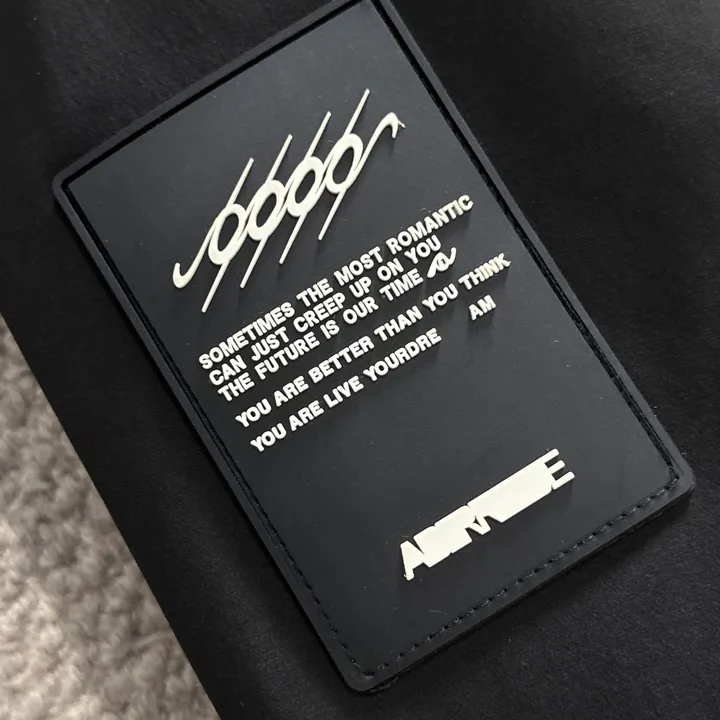 SOMETIMES THE MOST ROMANTIC
CAN JUST CREEP UP ON YOU
THE FUTURE IS OUR TIME
YOU ARE BETTER THAN YOU THINK
YOU ARE LIVE YOURDRE AM